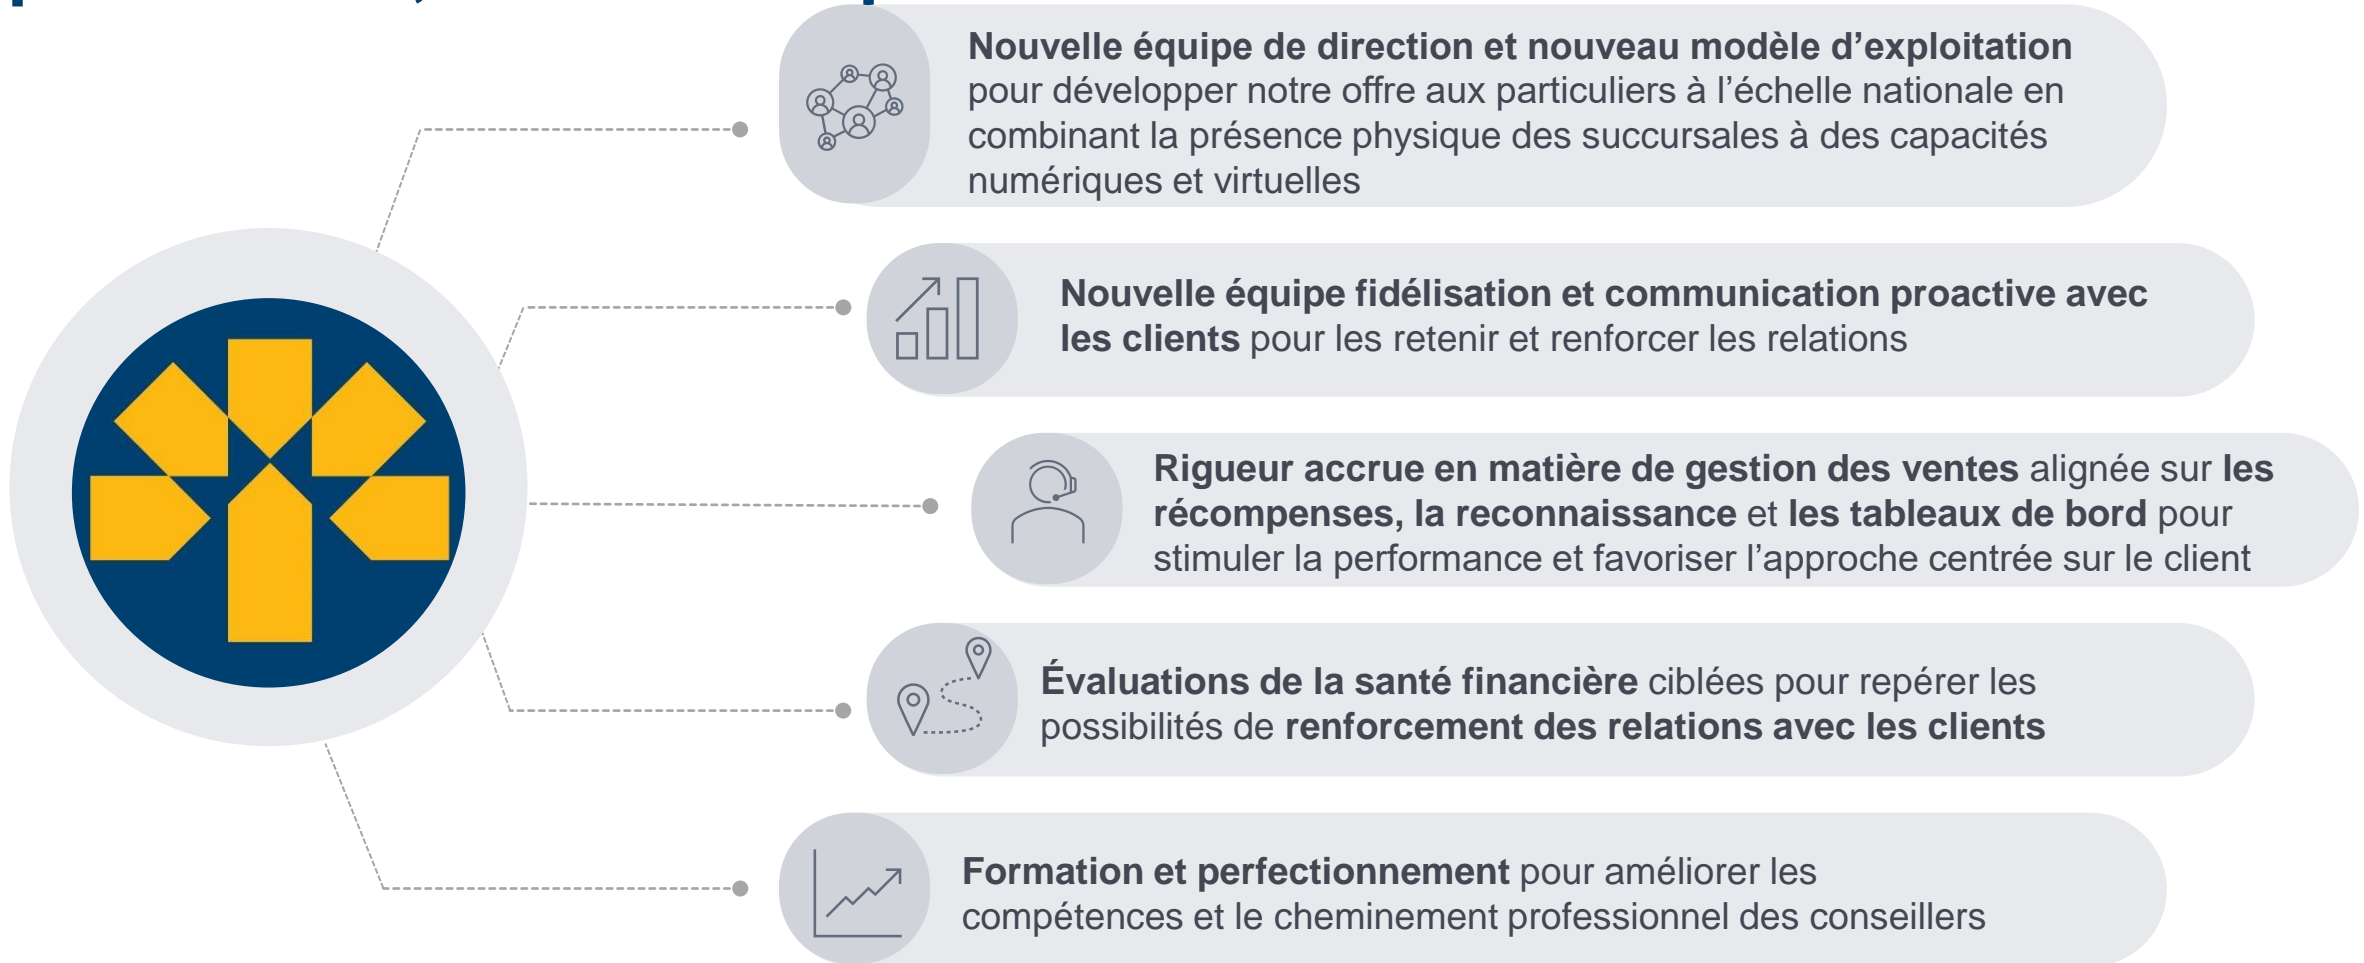 Nouvelle équipe de direction et nouveau modèle d’exploitation
pour développer notre offre aux particuliers à l’échelle nationale en
combinant la présence physique des succursales à des capacités
numériques et virtuelles
Nouvelle équipe fidélisation et communication proactive avec
les clients pour les retenir et renforcer les relations
Rigueur accrue en matière de gestion des ventes alignée sur les
récompenses, la reconnaissance et les tableaux de bord pour
stimuler la performance et favoriser l’approche centrée sur le client
Évaluations de la santé financière ciblées pour repérer les
possibilités de renforcement des relations avec les clients
Formation et perfectionnement pour améliorer les
compétences et le cheminement professionnel des conseillers